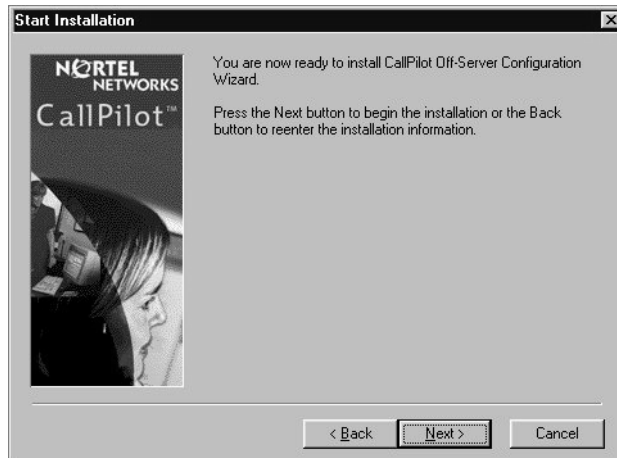 Start Installation
NORTEL
NETWORKS
CallPilot™
You are now ready to install CallPilot Off-Server Configuration
Wizard.
Press the Next button to begin the installation or the Back
button to reenter the installation information.
< Back
Next >
Cancel